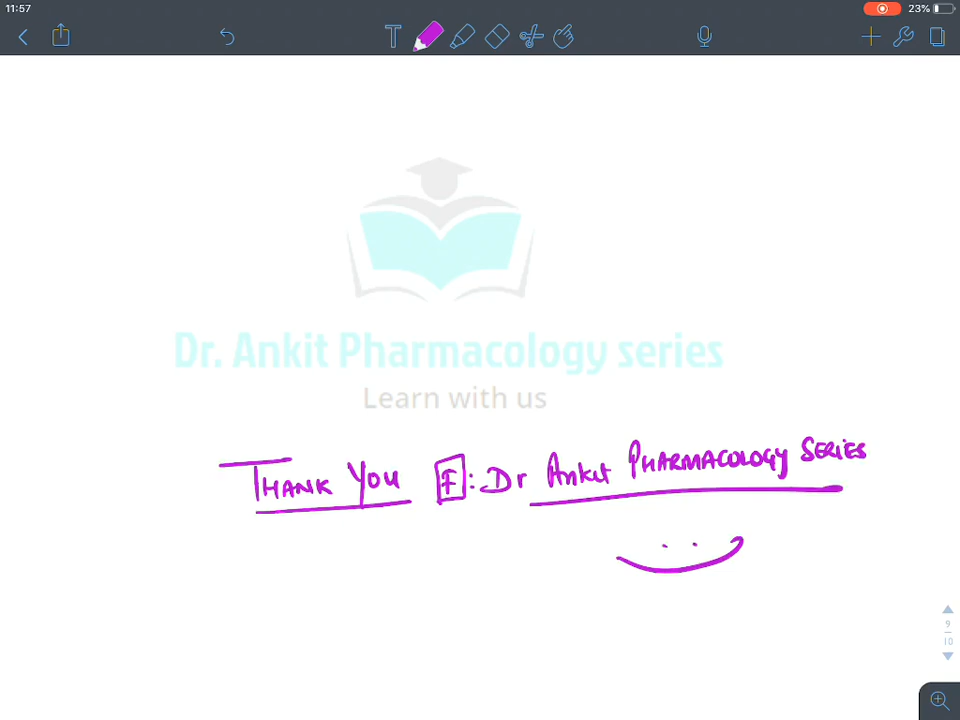 11:57
23%
T
Dr. Ankit Pharmacology series
Learn with us
THANK YOU F: Dr Ankit PHARMACOLOGY SERIES
9
10